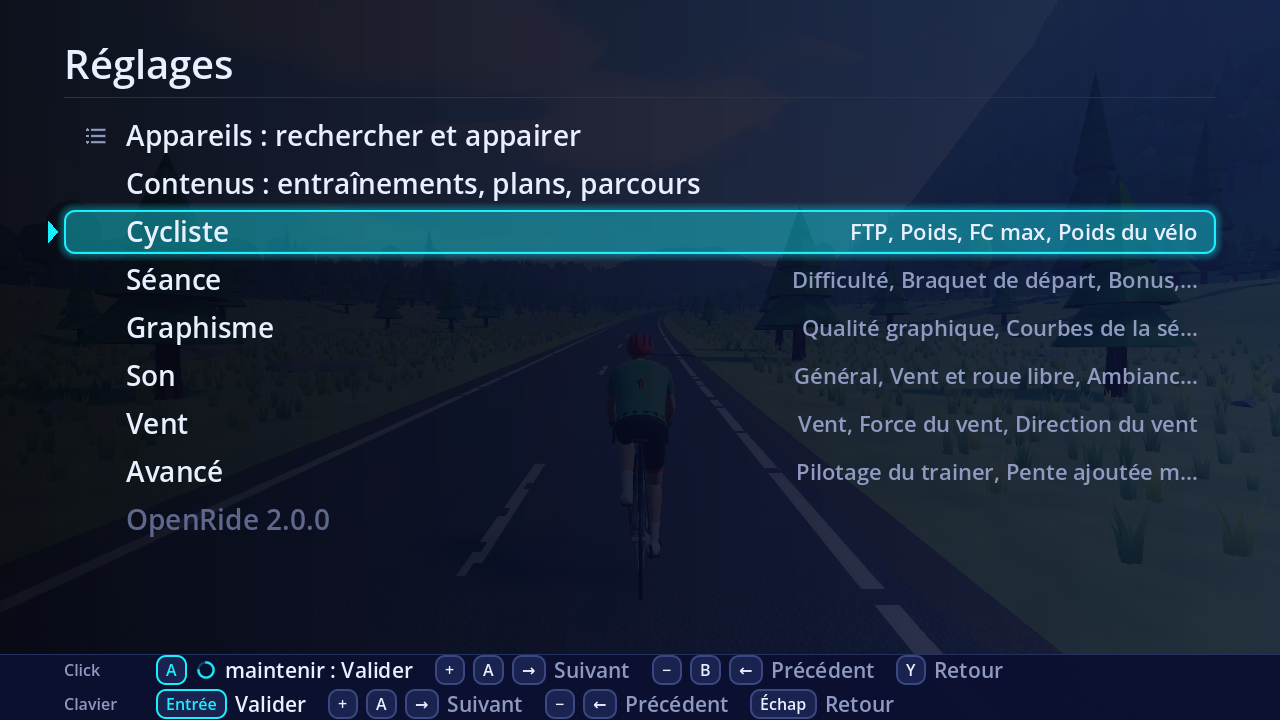 Réglages
Appareils : rechercher et appairer
Contenus : entraînements, plans, parcours
Cycliste FTP, Poids, FC max, Poids du vélo
Séance Difficulté, Braquet de départ, Bonus,...
Graphisme Qualité graphique, Courbes de la sé...
Son Général, Vent et roue libre, Ambianc...
Vent Vent, Force du vent, Direction du vent
Avancé Pilotage du trainer, Pente ajoutée m...
OpenRide 2.0.0
Click A maintenir : Valider + A → Suivant − B ← Précédent Y Retour
Clavier Entrée Valider + A → Suivant − ← Précédent Échap Retour